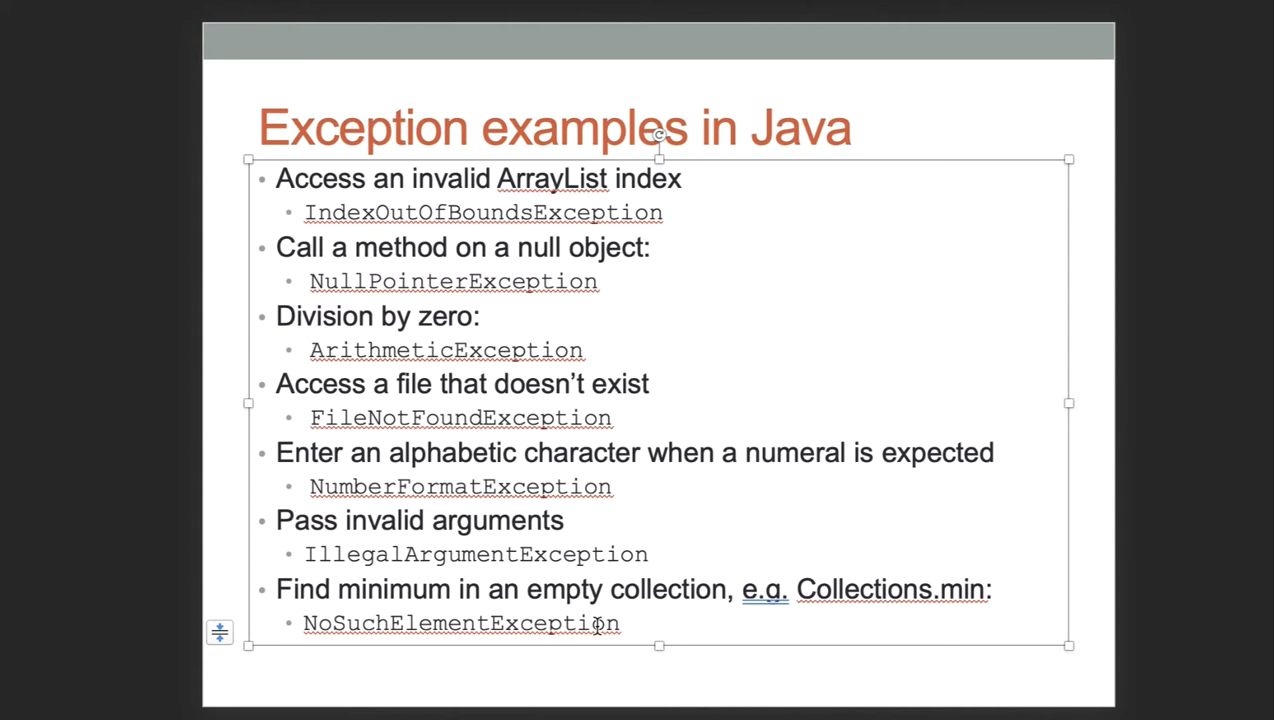 Exception examples in Java
• Access an invalid ArrayList index
• IndexOutOfBoundsException
• Call a method on a null object:
• NullPointerException
• Division by zero:
• ArithmeticException
• Access a file that doesn’t exist
• FileNotFoundException
• Enter an alphabetic character when a numeral is expected
• NumberFormatException
• Pass invalid arguments
• IllegalArgumentException
• Find minimum in an empty collection, e.g. Collections.min:
• NoSuchElementException